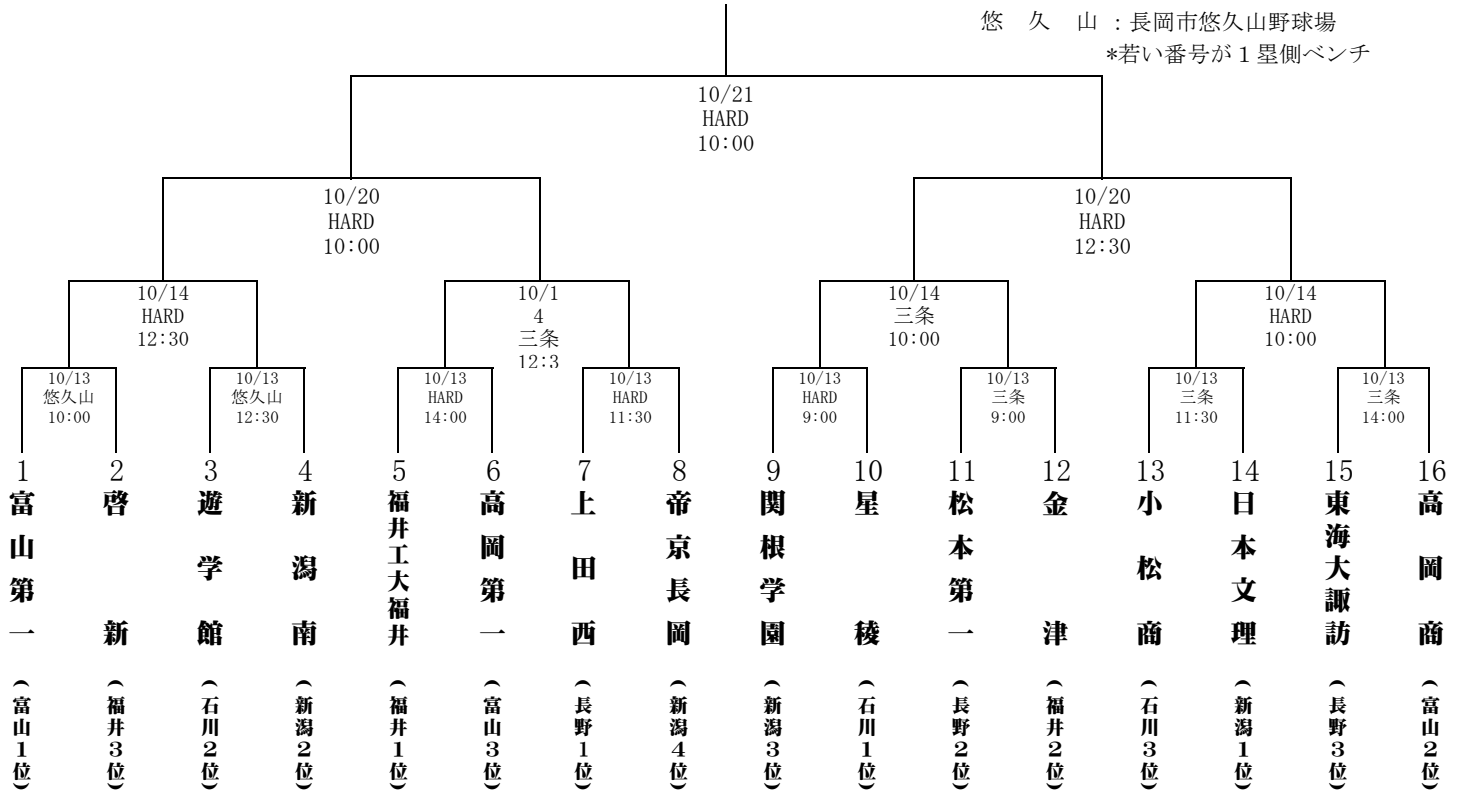 悠　久　山 ：長岡市悠久山野球場
*若い番号が１塁側ベンチ
10/21
HARD
10:00
10/20
HARD
10:00
10/20
HARD
12:30
10/14
HARD
12:30
10/1
4
三条
12:3
10/14
三条
10:00
10/14
HARD
10:00
10/13
悠久山
10:00
10/13
悠久山
12:30
10/13
HARD
14:00
10/13
HARD
11:30
10/13
HARD
9:00
10/13
三条
9:00
10/13
三条
11:30
10/13
三条
14:00
1
富山第一
（富山１位）
2
啓新
（福井３位）
3
遊学館
（石川２位）
4
新潟南
（新潟２位）
5
福井工大福井
（福井１位）
6
高岡第一
（富山３位）
7
上田西
（長野１位）
8
帝京長岡
（新潟４位）
9
関根学園
（新潟３位）
10
星稜
（石川１位）
11
松本第一
（長野２位）
12
金津
（福井２位）
13
小松商
（石川３位）
14
日本文理
（新潟１位）
15
東海大諏訪
（長野３位）
16
高岡商
（富山２位）